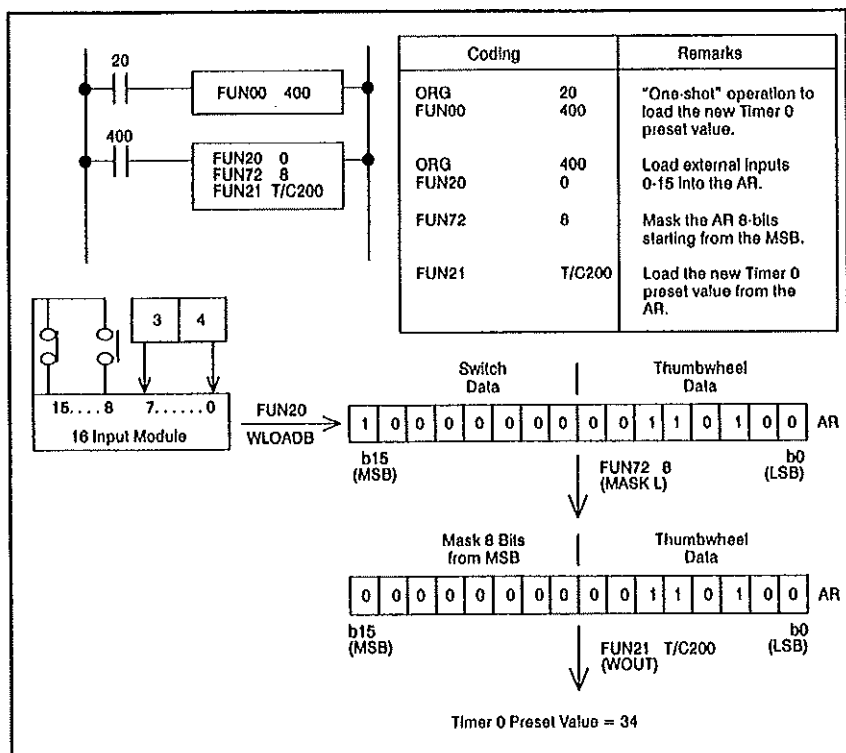 20
FUN00 400
400
FUN20 0
FUN72 8
FUN21 T/C200
Coding Remarks
ORG 20 "One-shot" operation to
FUN00 400 load the new Timer 0
preset value.
ORG 400 Load external inputs
FUN20 0 0-15 into the AR.
FUN72 8 Mask the AR 8-bits
starting from the MSB.
FUN21 T/C200 Load the new Timer 0
preset value from the
AR.
3 4
15....8 7......0
16 Input Module
FUN20
WLOADB
Switch Data
Thumbwheel Data
1 0 0 0 0 0 0 0 0 0 1 1 0 1 0 0 AR
b15 (MSB)
FUN72 8
(MASK L)
b0 (LSB)
Mask 8 Bits
from MSB
Thumbwheel
Data
0 0 0 0 0 0 0 0 0 0 1 1 0 1 0 0 AR
b15 (MSB)
FUN21 T/C200
(WOUT)
b0 (LSB)
Timer 0 Preset Value = 34